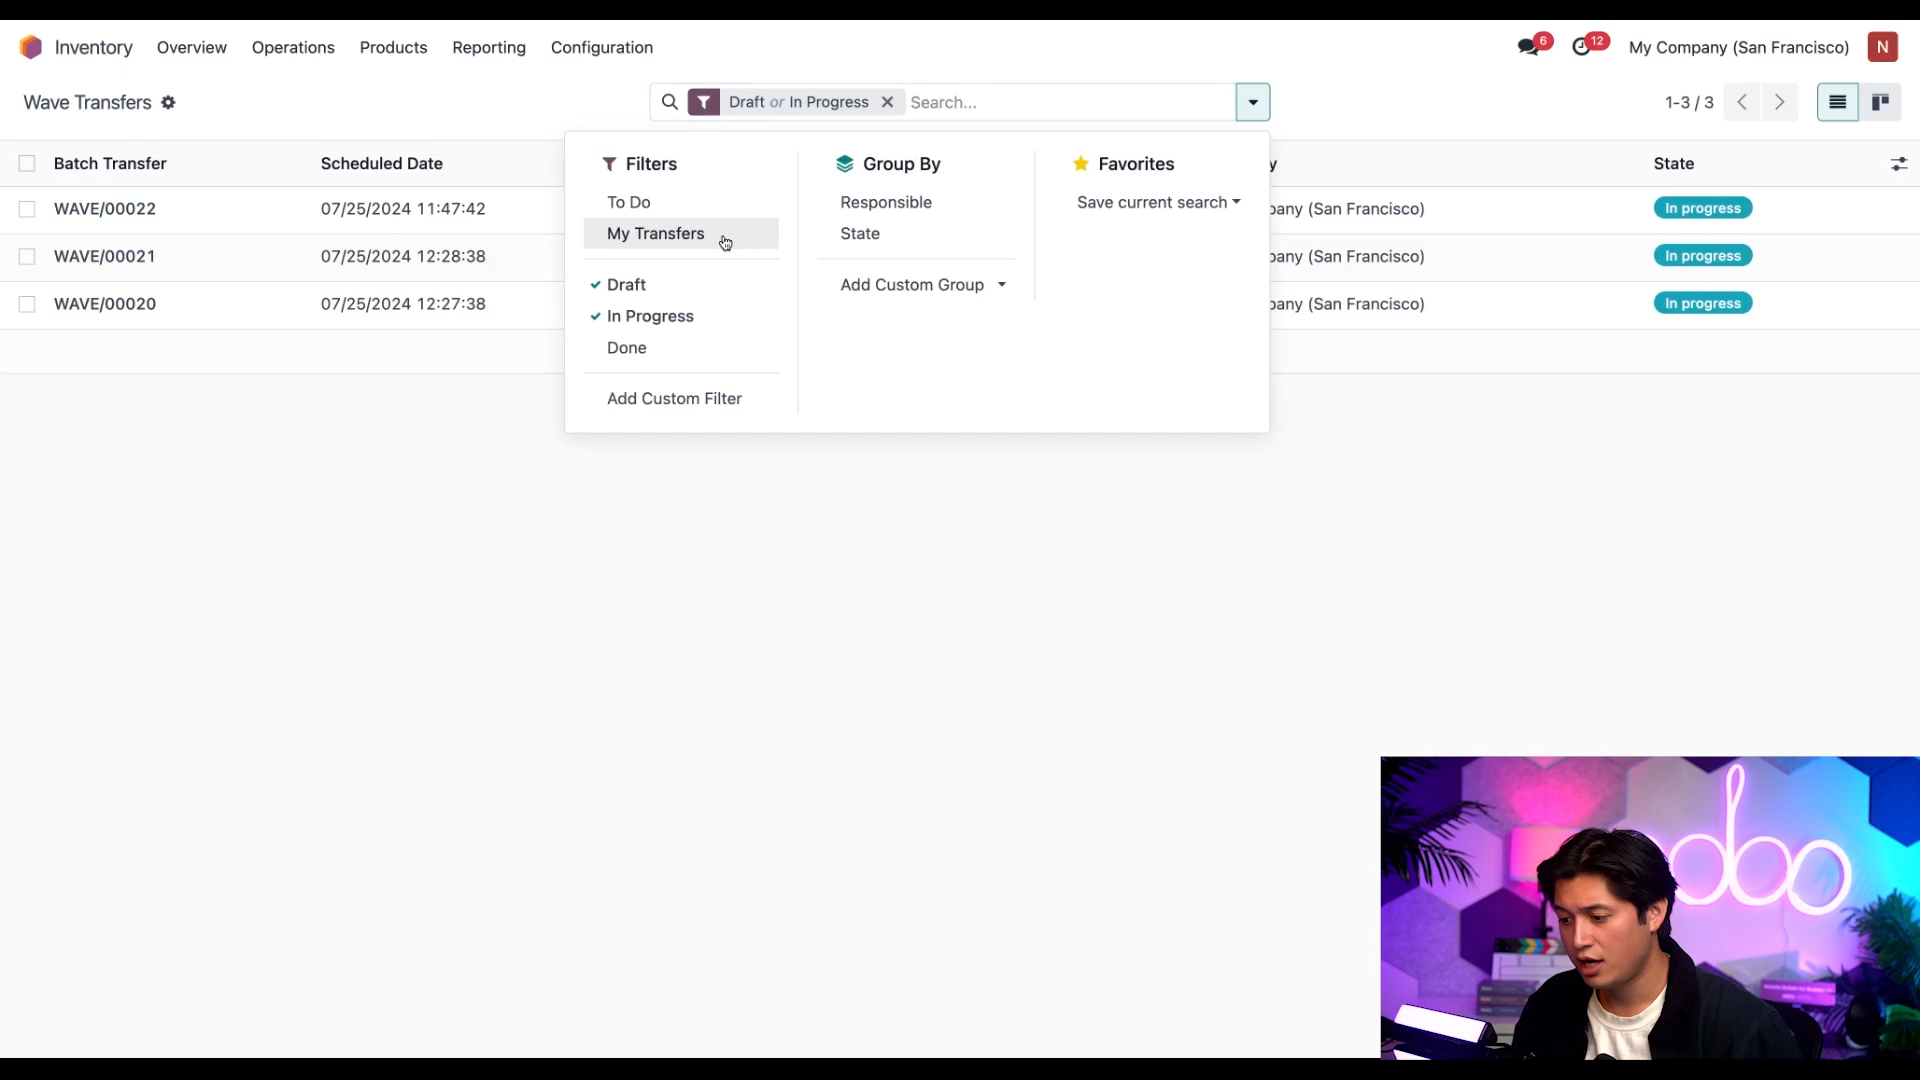 Inventory Overview Operations Products Reporting Configuration 6 12 My Company (San Francisco) N
Wave Transfers Draft or In Progress Search... 1-3 / 3
Batch Transfer Scheduled Date y State
WAVE/00022 07/25/2024 11:47:42 pany (San Francisco) In progress
WAVE/00021 07/25/2024 12:28:38 pany (San Francisco) In progress
WAVE/00020 07/25/2024 12:27:38 pany (San Francisco) In progress
Filters
To Do
My Transfers
Draft
In Progress
Done
Add Custom Filter
Group By
Responsible
State
Add Custom Group
Favorites
Save current search
odoo